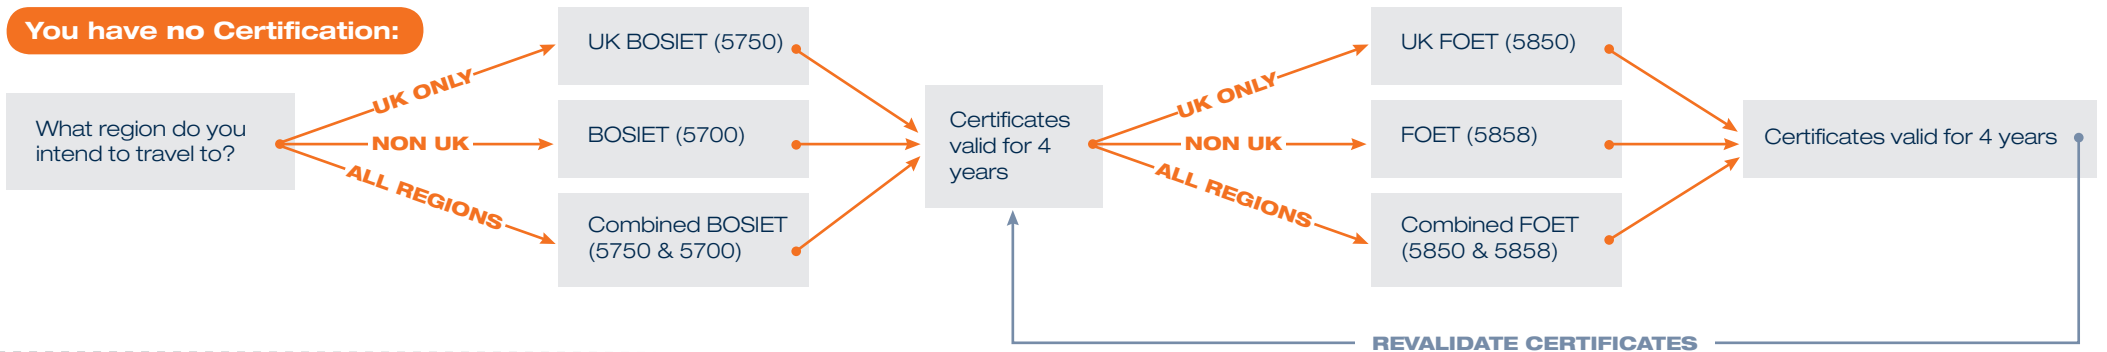 You have no Certification:
What region do you
intend to travel to?
UK ONLY
NON UK
ALL REGIONS
UK BOSIET (5750)
BOSIET (5700)
Combined BOSIET
(5750 & 5700)
Certificates
valid for 4
years
UK ONLY
NON UK
ALL REGIONS
UK FOET (5850)
FOET (5858)
Combined FOET
(5850 & 5858)
Certificates valid for 4 years
REVALIDATE CERTIFICATES